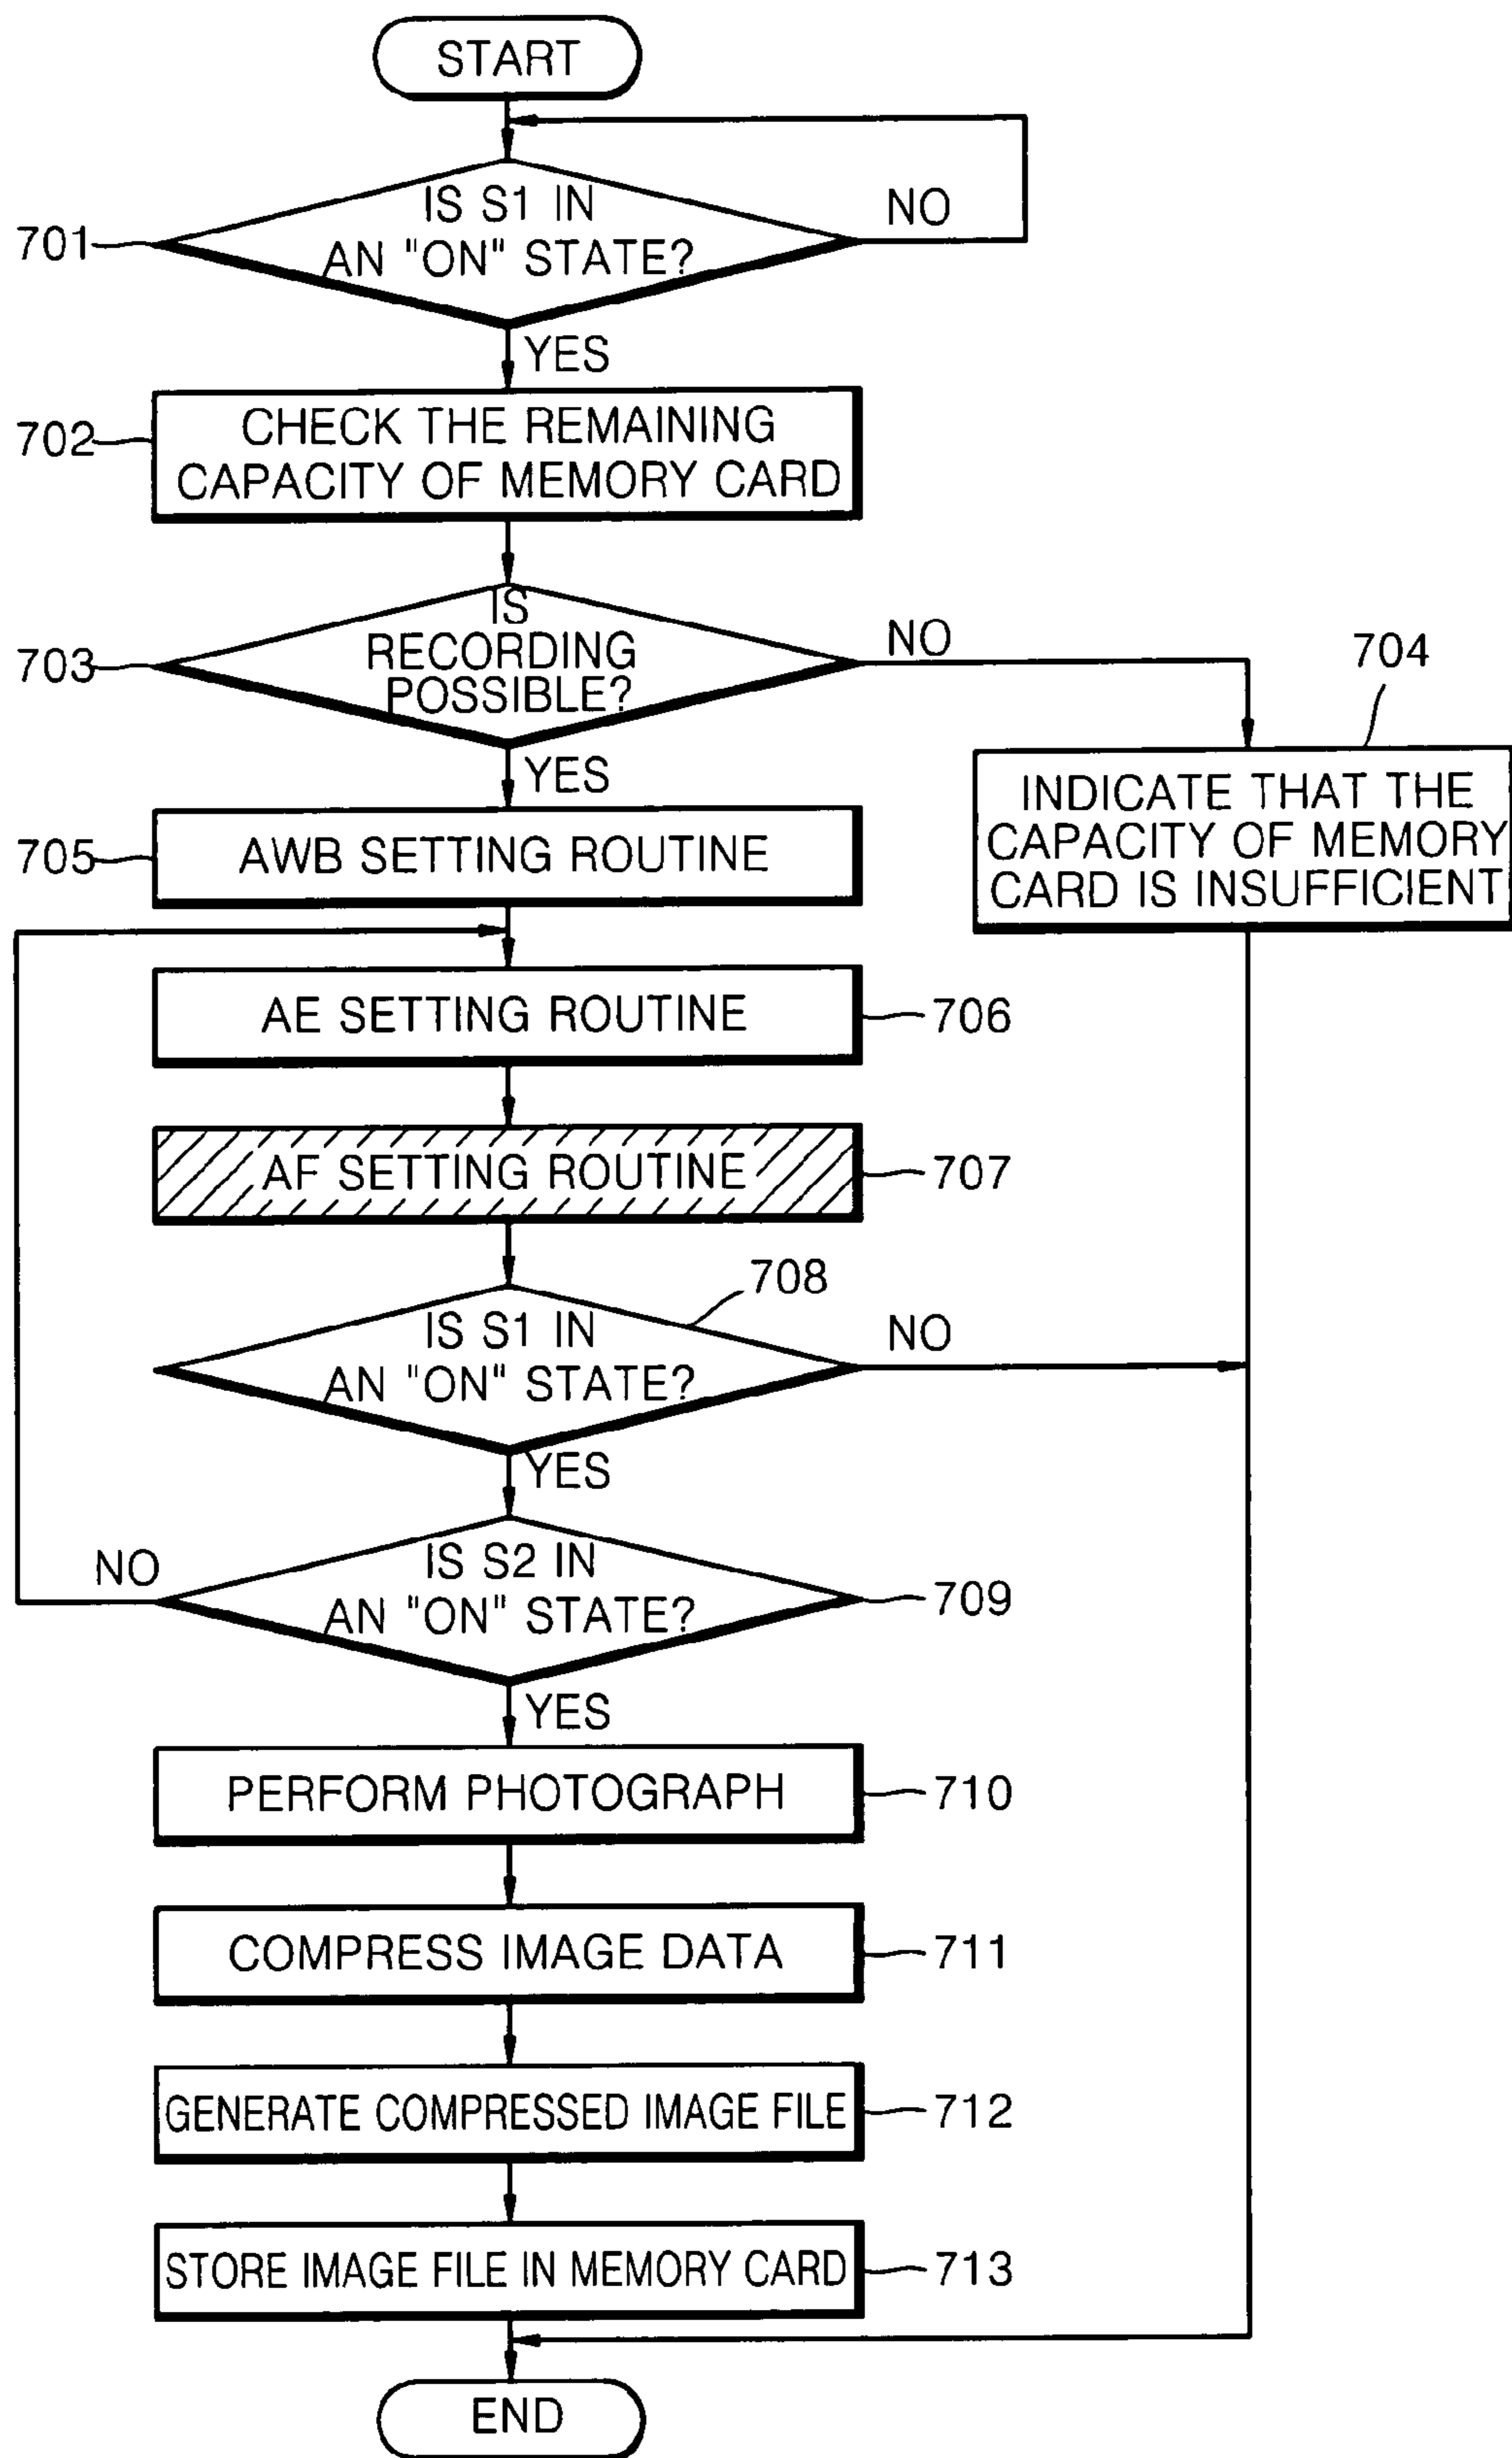 START
IS S1 IN
AN "ON" STATE?
NO
701
YES
CHECK THE REMAINING
CAPACITY OF MEMORY CARD
702
IS
RECORDING
POSSIBLE?
NO
703
704
YES
INDICATE THAT THE
CAPACITY OF MEMORY
CARD IS INSUFFICIENT
AWB SETTING ROUTINE
705
AE SETTING ROUTINE
706
AF SETTING ROUTINE
707
708
IS S1 IN
AN "ON" STATE?
NO
YES
IS S2 IN
AN "ON" STATE?
NO
709
YES
PERFORM PHOTOGRAPH
710
COMPRESS IMAGE DATA
711
GENERATE COMPRESSED IMAGE FILE
712
STORE IMAGE FILE IN MEMORY CARD
713
END